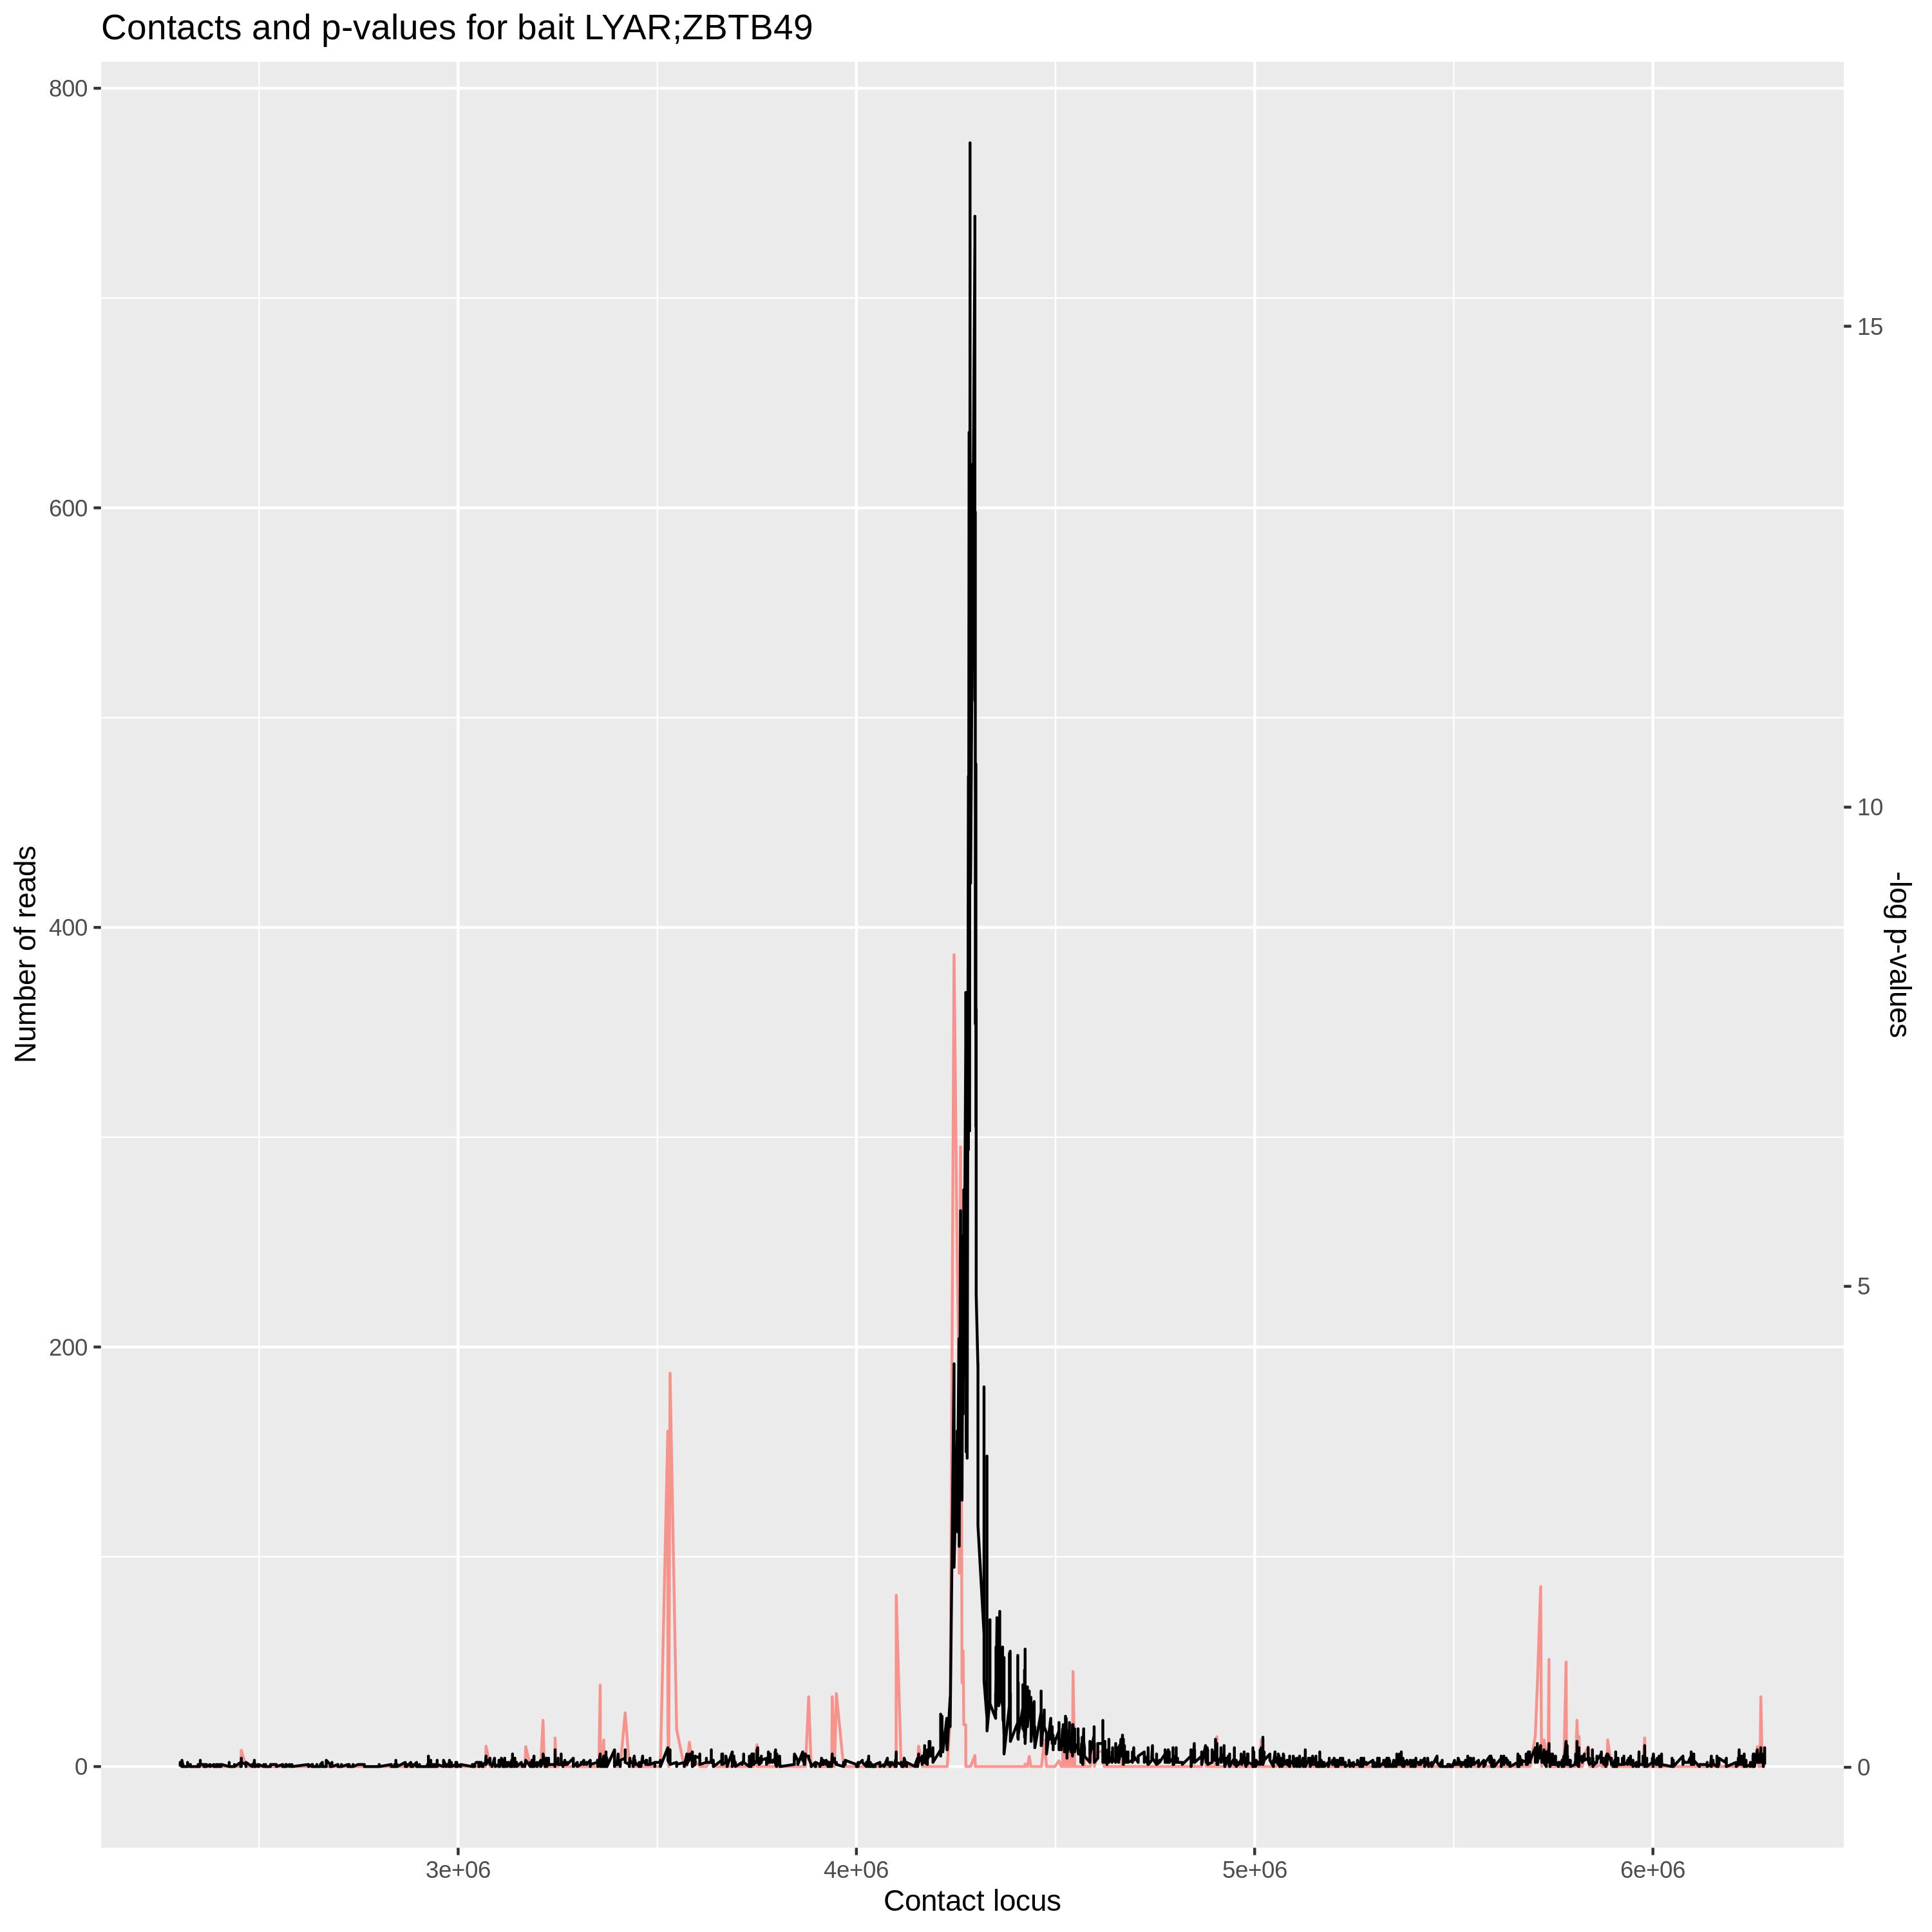 Contacts and p-values for bait LYAR;ZBTB49
800
600
400
200
0
Number of reads
15
10
5
0
-log p-values
3e+06
4e+06
5e+06
6e+06
Contact locus